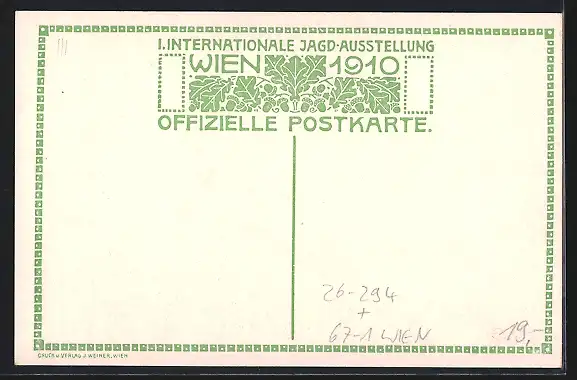 I. INTERNATIONALE JAGD-AUSSTELLUNG
WIEN 1910
OFFIZIELLE POSTKARTE.
26-294
+
67-1 WIEN
19,-
DRUCK U. VERLAG J. WEINER, WIEN